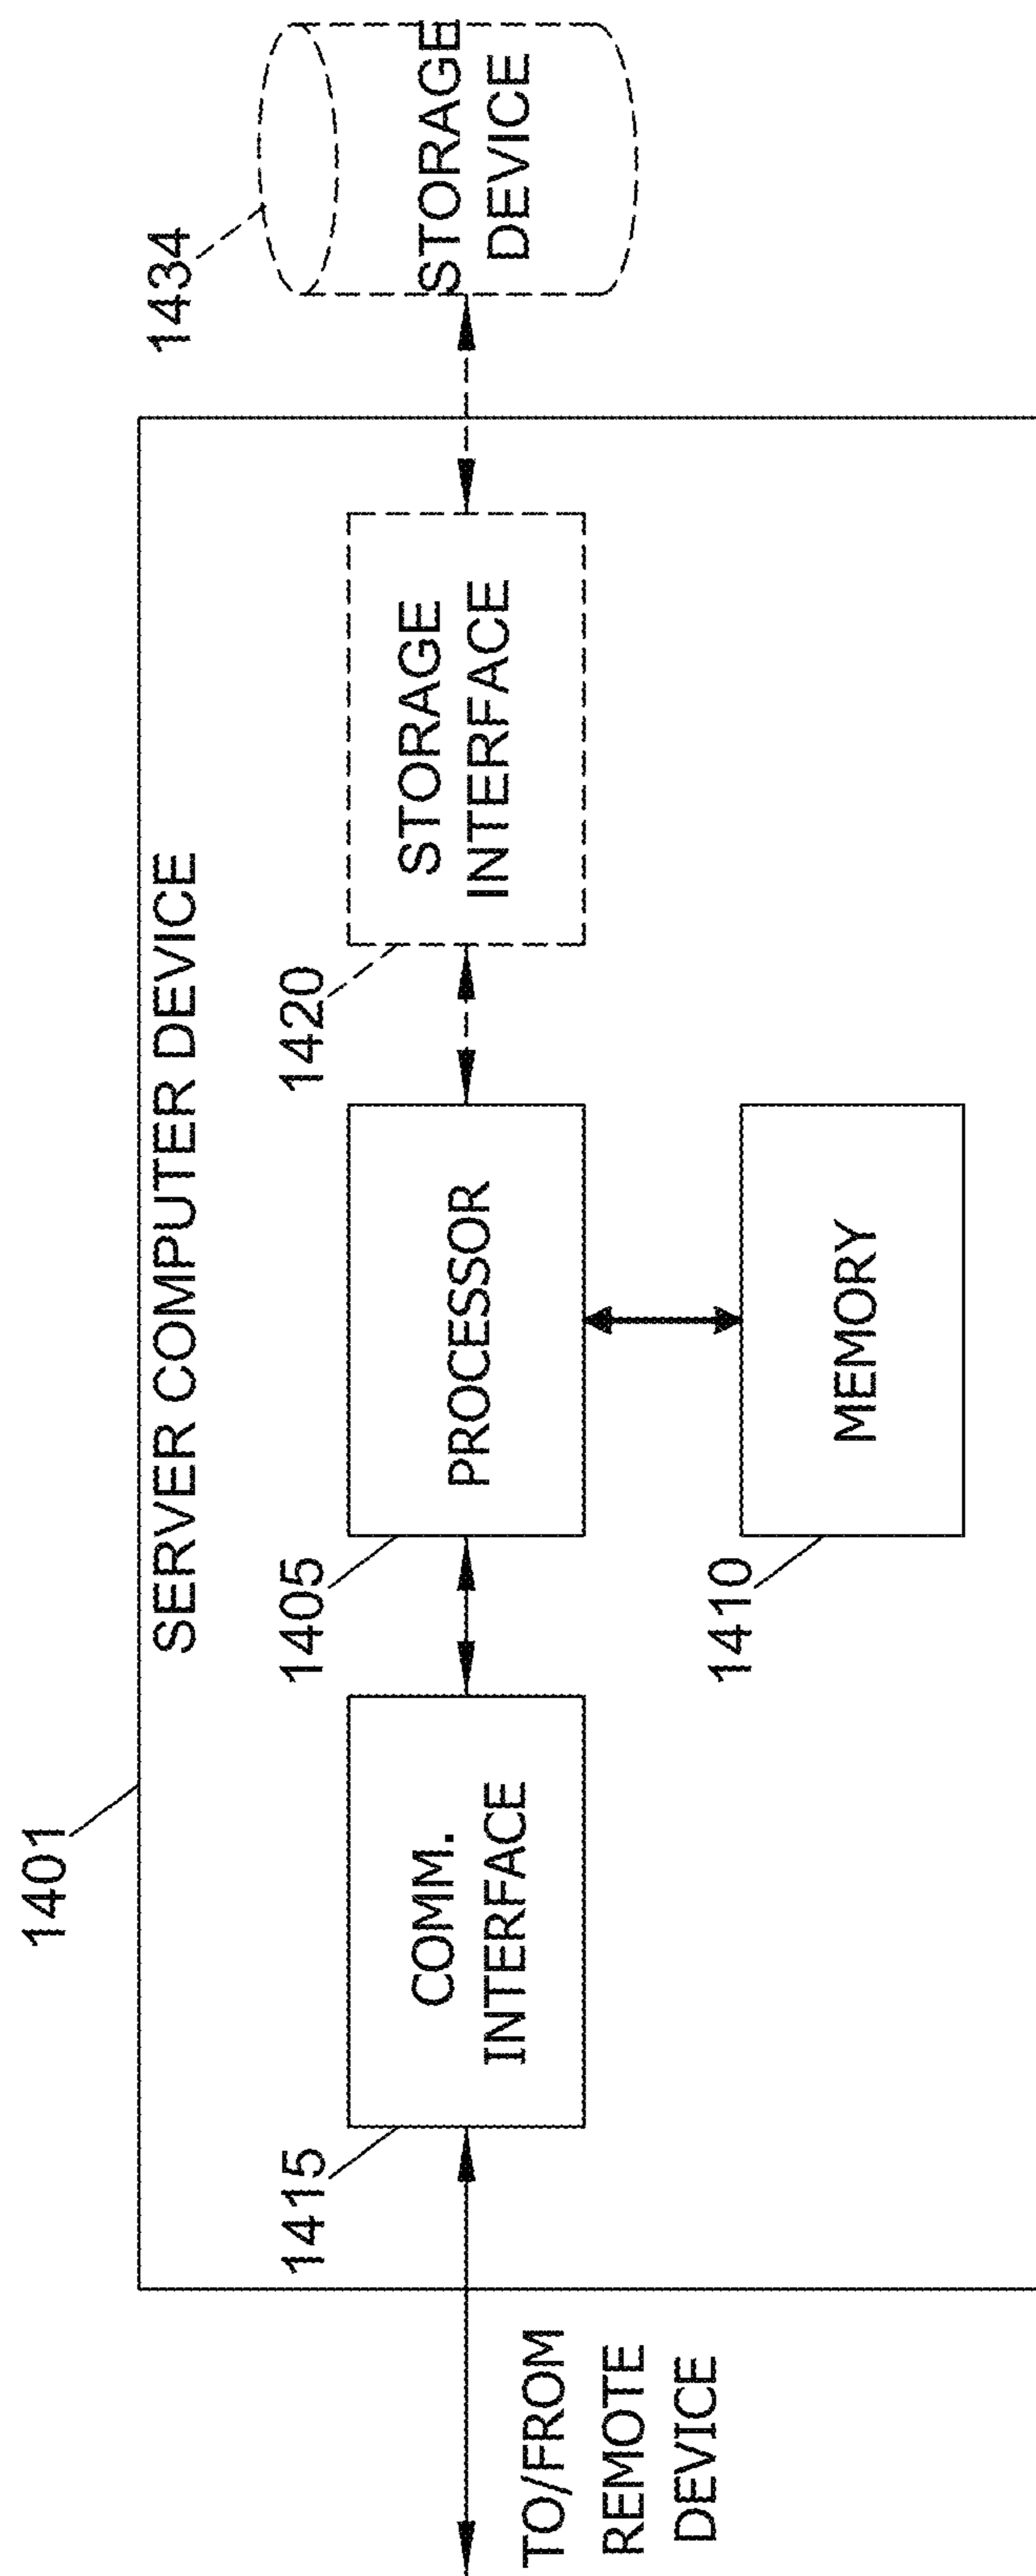 1401
SERVER COMPUTER DEVICE
1434
1415
1405
1420
COMM.
INTERFACE
PROCESSOR
STORAGE
INTERFACE
STORAGE
DEVICE
TO/FROM
REMOTE
DEVICE
1410
MEMORY